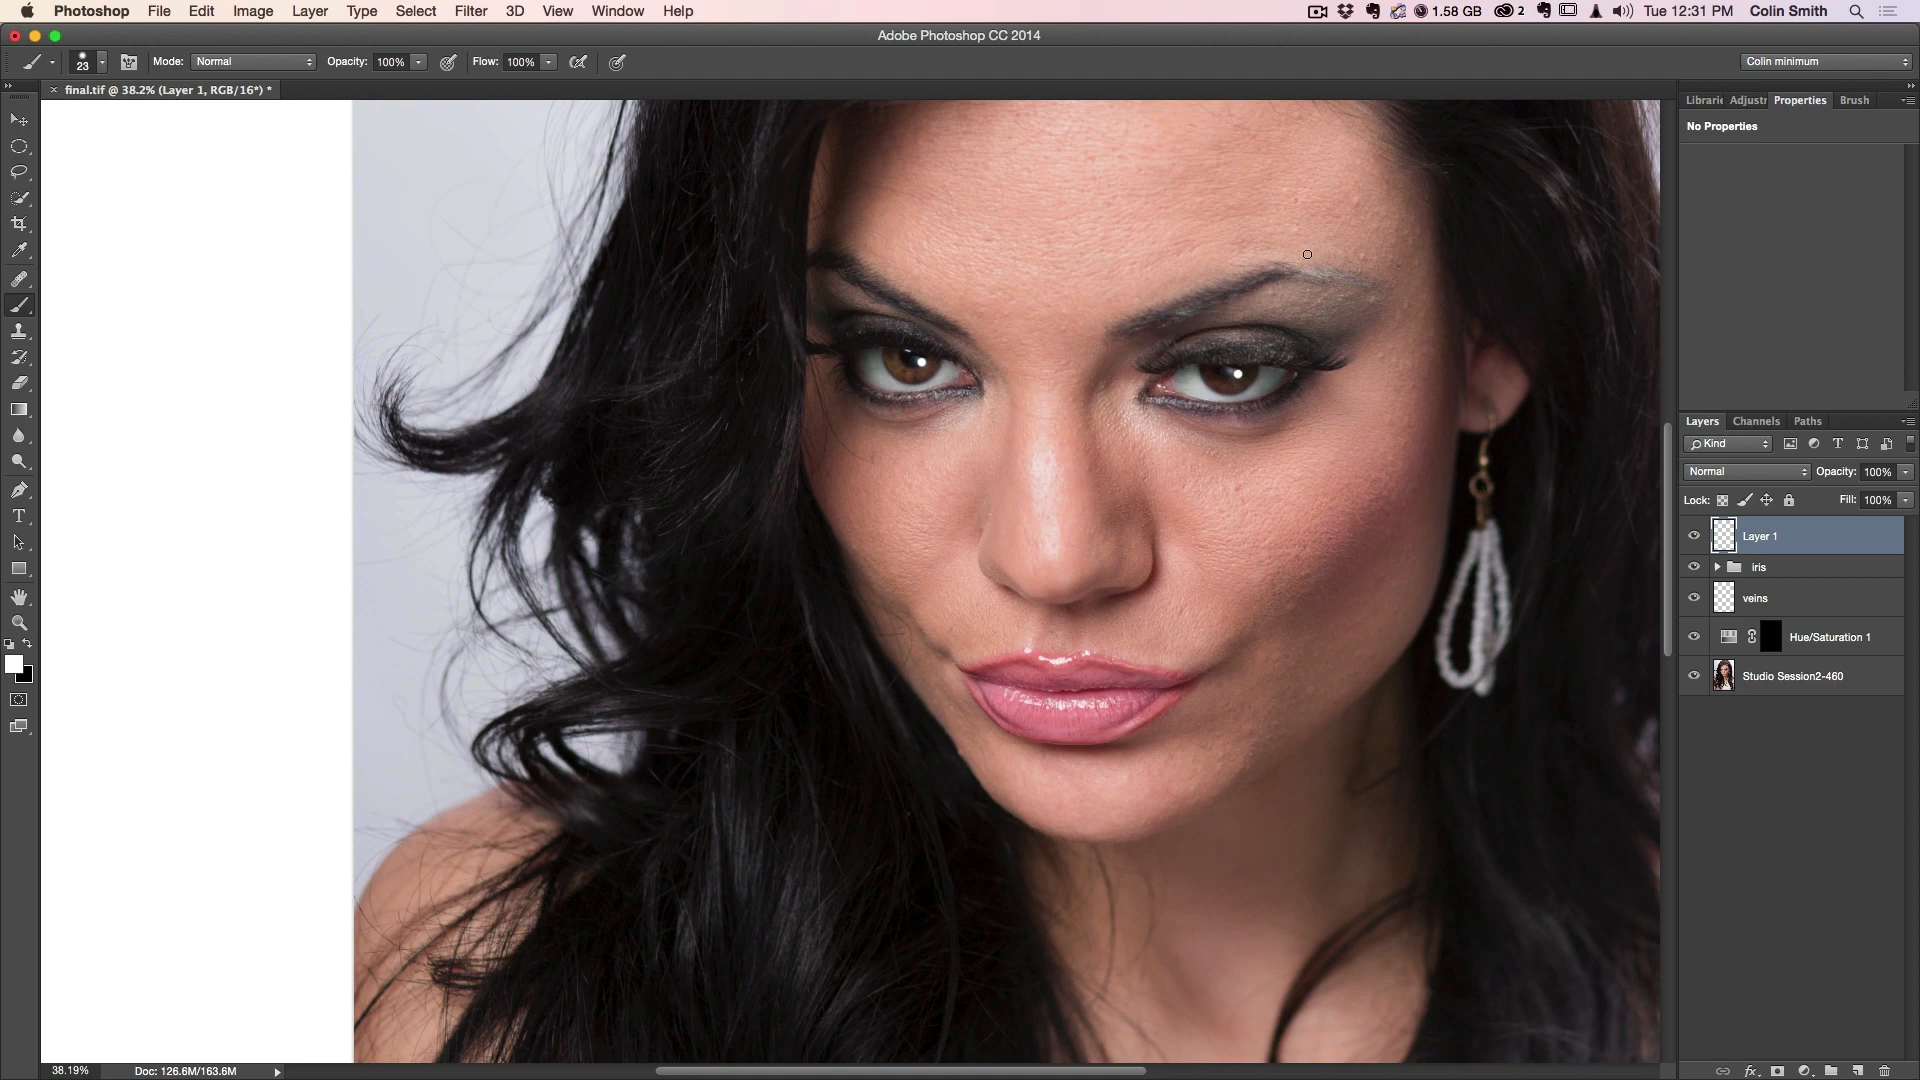 Photoshop File Edit Image Layer Type Select Filter 3D View Window Help 1.58 GB 2 Tue 12:31 PM Colin Smith
Adobe Photoshop CC 2014
23 Mode: Normal Opacity: 100% Flow: 100% Colin minimum
× final.tif @ 38.2% (Layer 1, RGB/16*) *
Librarie Adjustr Properties Brush
No Properties
Layers Channels Paths
Kind
Normal Opacity: 100%
Lock: Fill: 100%
Layer 1
iris
veins
Hue/Saturation 1
Studio Session2-460
38.19% Doc: 126.6M/163.6M